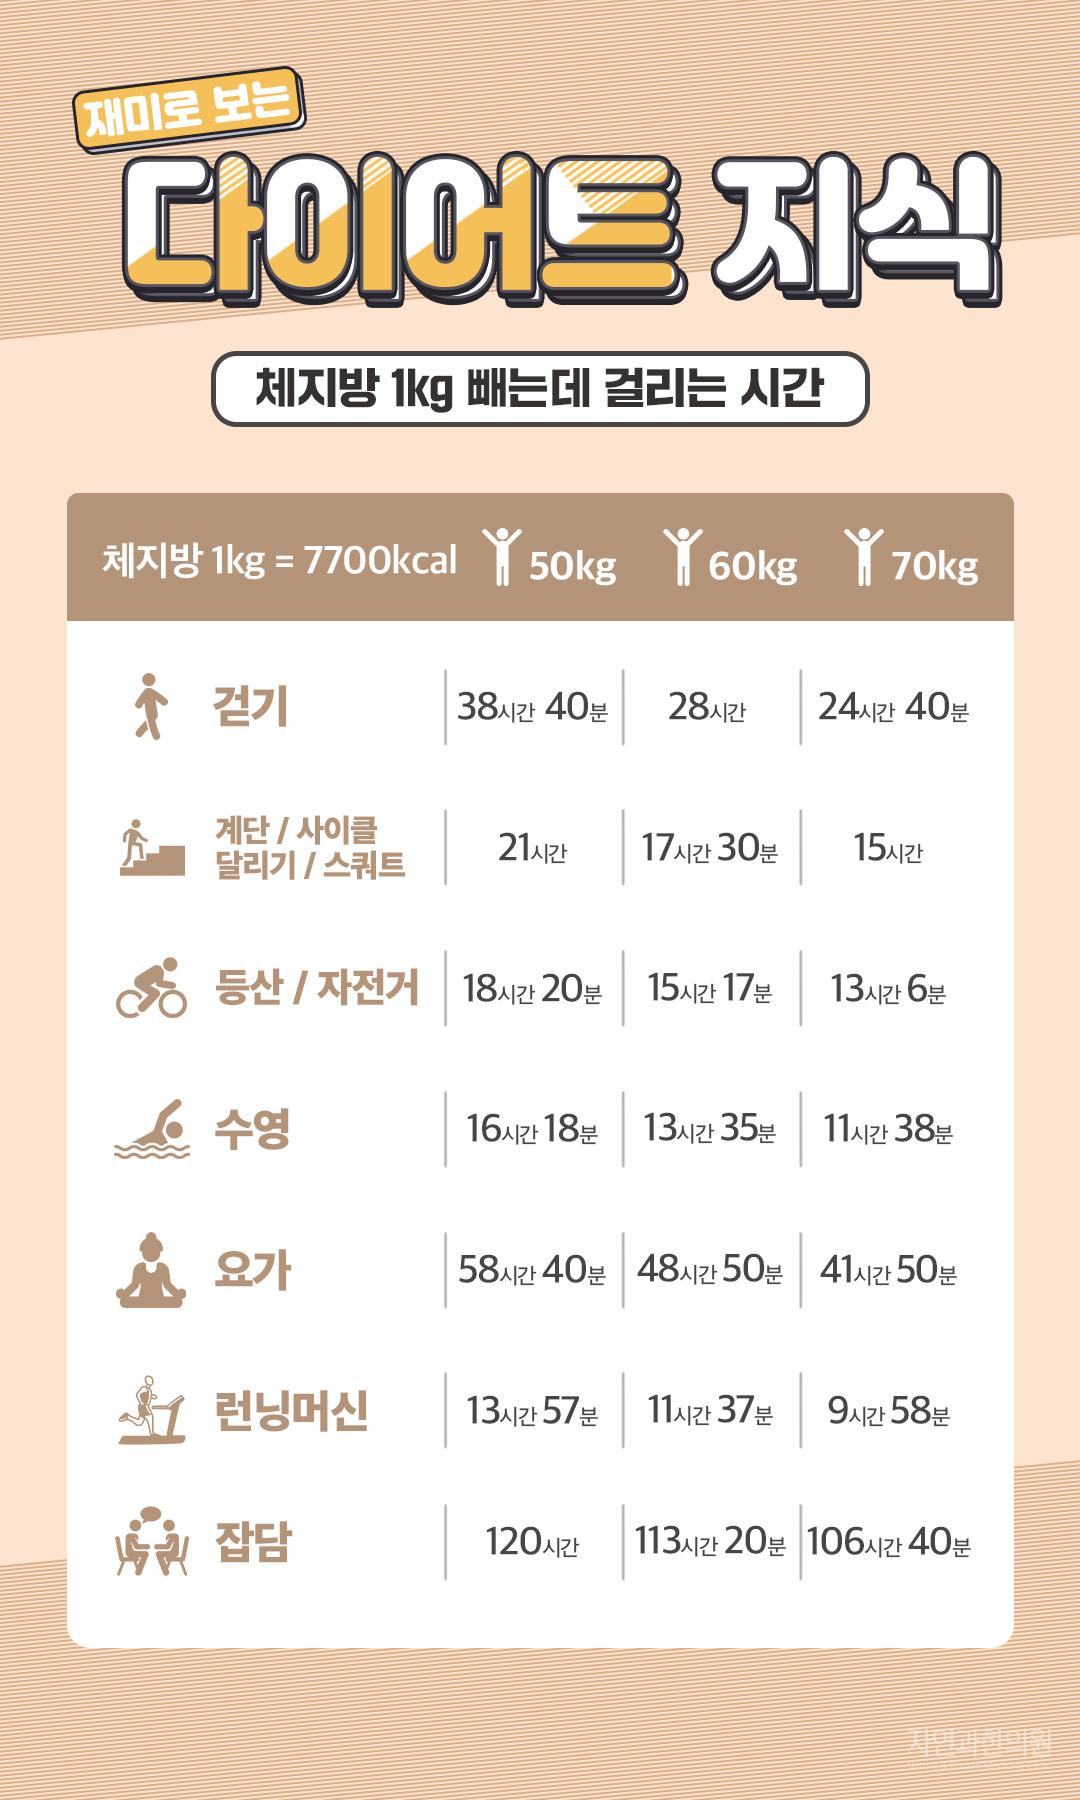 재미로 보는
다이어트 지식
체지방 1kg 빼는데 걸리는 시간
체지방 1kg = 7700kcal 50kg 60kg 70kg
걷기 38시간 40분 28시간 24시간 40분
계단 / 사이클
달리기 / 스쿼트
21시간 17시간 30분 15시간
등산 / 자전거 18시간 20분 15시간 17분 13시간 6분
수영 16시간 18분 13시간 35분 11시간 38분
요가 58시간 40분 48시간 50분 41시간 50분
런닝머신 13시간 57분 11시간 37분 9시간 58분
잡담 120시간 113시간 20분 106시간 40분
자연과한의원